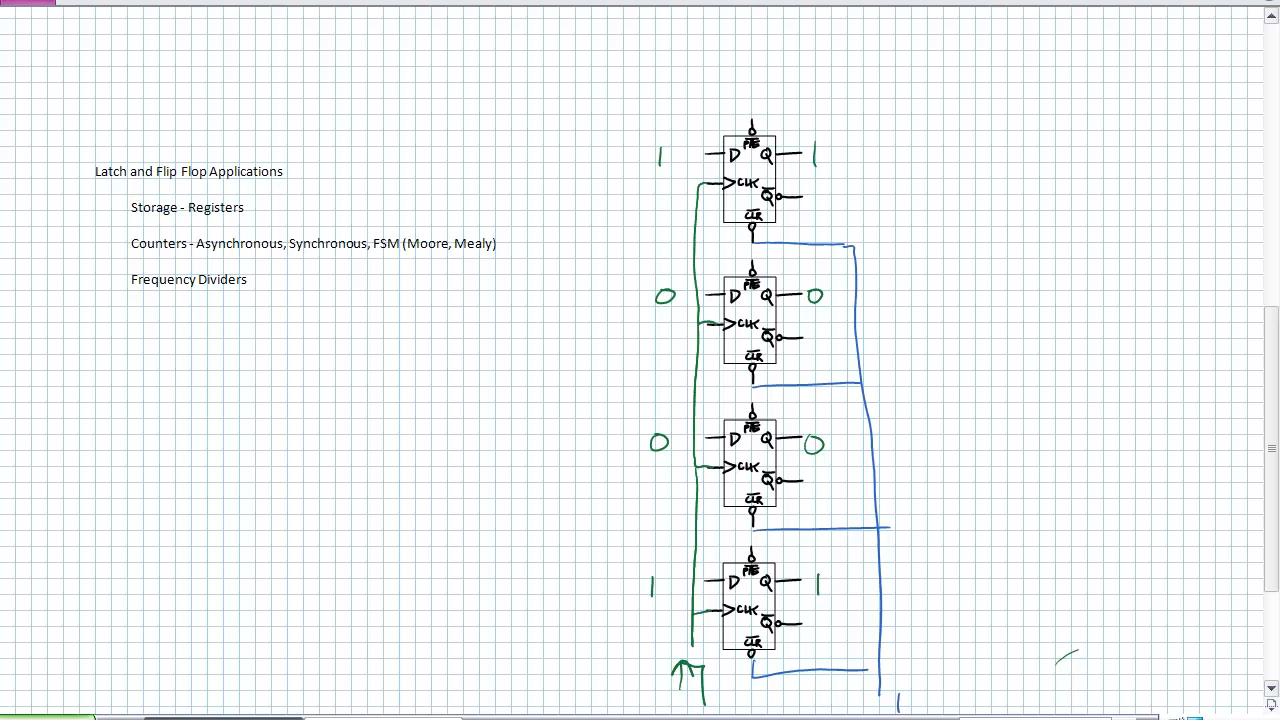 Latch and Flip Flop Applications
Storage - Registers
Counters - Asynchronous, Synchronous, FSM (Moore, Mealy)
Frequency Dividers
1 D PRE Q 1
CLK
Q
CLR
0 D PRE Q 0
CLK
Q
CLR
0 D PRE Q 0
CLK
Q
CLR
1 D PRE Q 1
CLK
Q
CLR
1